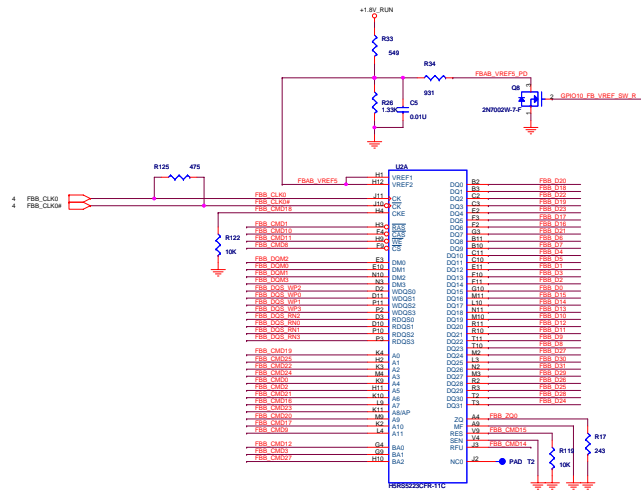 +1.8V_RUN
R33
549
R34
931
FBAB_VREF5_PD
Q8
3
2
1
GPIO10_FB_VREF_SW_R
2N7002W-7-F
R26
1.33K
C5
0.01U
U2A
R125
475
FBAB_VREF5
H1 VREF1
H12 VREF2
4 FBB_CLK0
4 FBB_CLK0#
FBB_CLK0 J11 CK
FBB_CLK0# J10 CK
FBB_CMD18 H4 CKE
R122
10K
FBB_CMD1 H3 RAS
FBB_CMD10 F4 CAS
FBB_CMD11 H9 WE
FBB_CMD8 F9 CS
FBB_DQM2 E3 DM0
FBB_DQM0 E10 DM1
FBB_DQM1 N10 DM2
FBB_DQM3 N3 DM3
FBB_DQS_WP2 D2 WDQS0
FBB_DQS_WP0 D11 WDQS1
FBB_DQS_WP1 P11 WDQS2
FBB_DQS_WP3 P2 WDQS3
FBB_DQS_RN2 D3 RDQS0
FBB_DQS_RN0 D10 RDQS1
FBB_DQS_RN1 P10 RDQS2
FBB_DQS_RN3 P3 RDQS3
FBB_CMD19 K4 A0
FBB_CMD25 H2 A1
FBB_CMD22 K3 A2
FBB_CMD24 M4 A3
FBB_CMD0 K9 A4
FBB_CMD2 H11 A5
FBB_CMD21 K10 A6
FBB_CMD16 L9 A7
FBB_CMD23 K11 A8/AP
FBB_CMD20 M9 A9
FBB_CMD17 K2 A10
FBB_CMD9 L4 A11
FBB_CMD12 G4 BA0
FBB_CMD3 G9 BA1
FBB_CMD27 H10 BA2
DQ0 B2 FBB_D20
DQ1 B3 FBB_D18
DQ2 C2 FBB_D22
DQ3 C3 FBB_D19
DQ4 E2 FBB_D23
DQ5 F3 FBB_D17
DQ6 F2 FBB_D16
DQ7 G3 FBB_D21
DQ8 B11 FBB_D6
DQ9 B10 FBB_D7
DQ10 C11 FBB_D4
DQ11 C10 FBB_D5
DQ12 E11 FBB_D1
DQ13 F10 FBB_D3
DQ14 F11 FBB_D2
DQ15 G10 FBB_D0
DQ16 M11 FBB_D15
DQ17 L10 FBB_D14
DQ18 N11 FBB_D13
DQ19 M10 FBB_D10
DQ20 R11 FBB_D12
DQ21 R10 FBB_D11
DQ22 T11 FBB_D9
DQ23 T10 FBB_D8
DQ24 M2 FBB_D27
DQ25 L3 FBB_D30
DQ26 N2 FBB_D31
DQ27 M3 FBB_D29
DQ28 R2 FBB_D26
DQ29 R3 FBB_D25
DQ30 T2 FBB_D28
DQ31 T3 FBB_D24
ZQ A4 FBB_ZQ0
MF A9
RES V9 FBB_CMD15
SEN V4
RFU J3 FBB_CMD14
NC0 J2 PAD T2
R119
10K
R17
243
H5RS5223CFR-11C